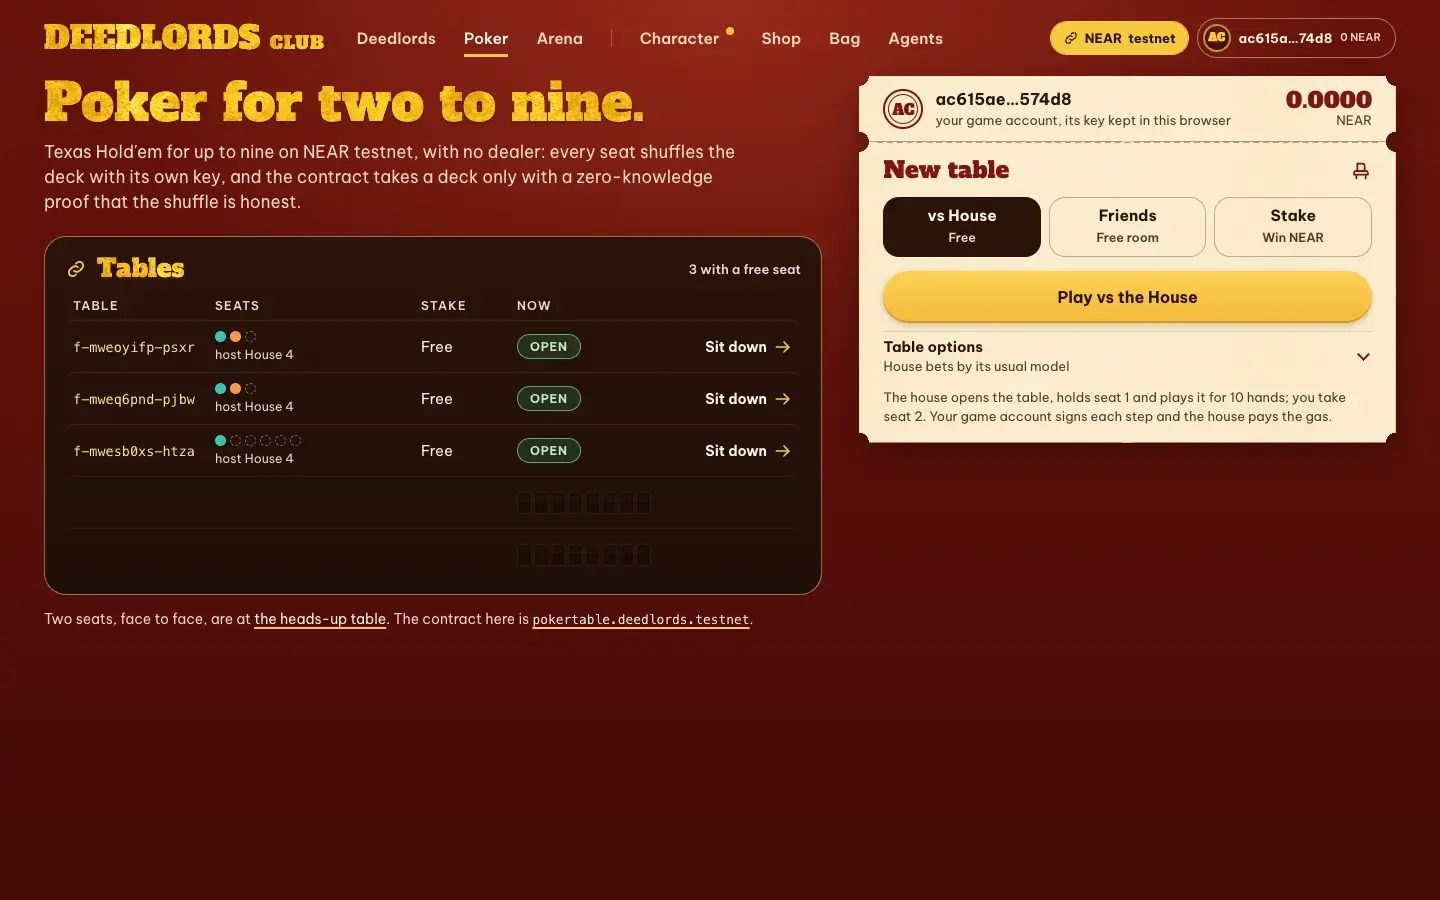 DEEDLORDS CLUB
Deedlords
Poker
Arena
Character
Shop
Bag
Agents
NEAR testnet
AC
ac615a...74d8 0 NEAR
Poker for two to nine.
Texas Hold'em for up to nine on NEAR testnet, with no dealer: every seat shuffles the
deck with its own key, and the contract takes a deck only with a zero-knowledge
proof that the shuffle is honest.
Tables
3 with a free seat
TABLE SEATS STAKE NOW
f-mweoyifp-psxr host House 4 Free OPEN Sit down →
f-mweq6pnd-pjbw host House 4 Free OPEN Sit down →
f-mwesb0xs-htza host House 4 Free OPEN Sit down →
Two seats, face to face, are at the heads-up table. The contract here is pokertable.deedlords.testnet.
AC
ac615ae...574d8
your game account, its key kept in this browser
0.0000
NEAR
New table
vs House
Free
Friends
Free room
Stake
Win NEAR
Play vs the House
Table options
House bets by its usual model
The house opens the table, holds seat 1 and plays it for 10 hands; you take
seat 2. Your game account signs each step and the house pays the gas.